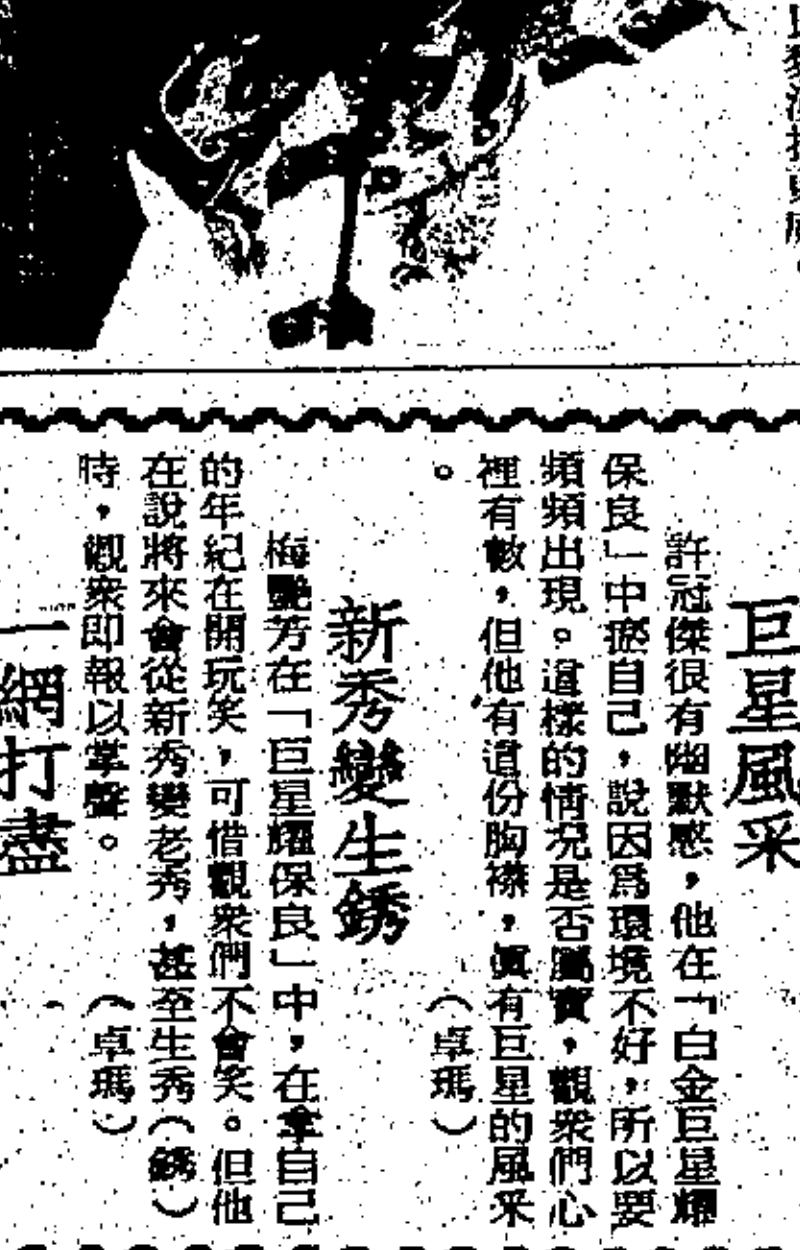 巨星風采
許冠傑很有幽默感，他在「白金巨星耀
保良」中瘀自己，說因爲環境不好，所以要
頻頻出現。這樣的情況是否屬實，觀衆們心
裡有數，但他有這份胸襟，眞有巨星的風采
。（卓瑪）
新秀變生銹
梅艷芳在「巨星耀保良」中，在拿自己
的年紀在開玩笑，可惜觀衆們不會笑。但他
在說將來會從新秀變老秀，甚至生秀（銹）
時，觀衆即報以掌聲。（卓瑪）
一網打盡